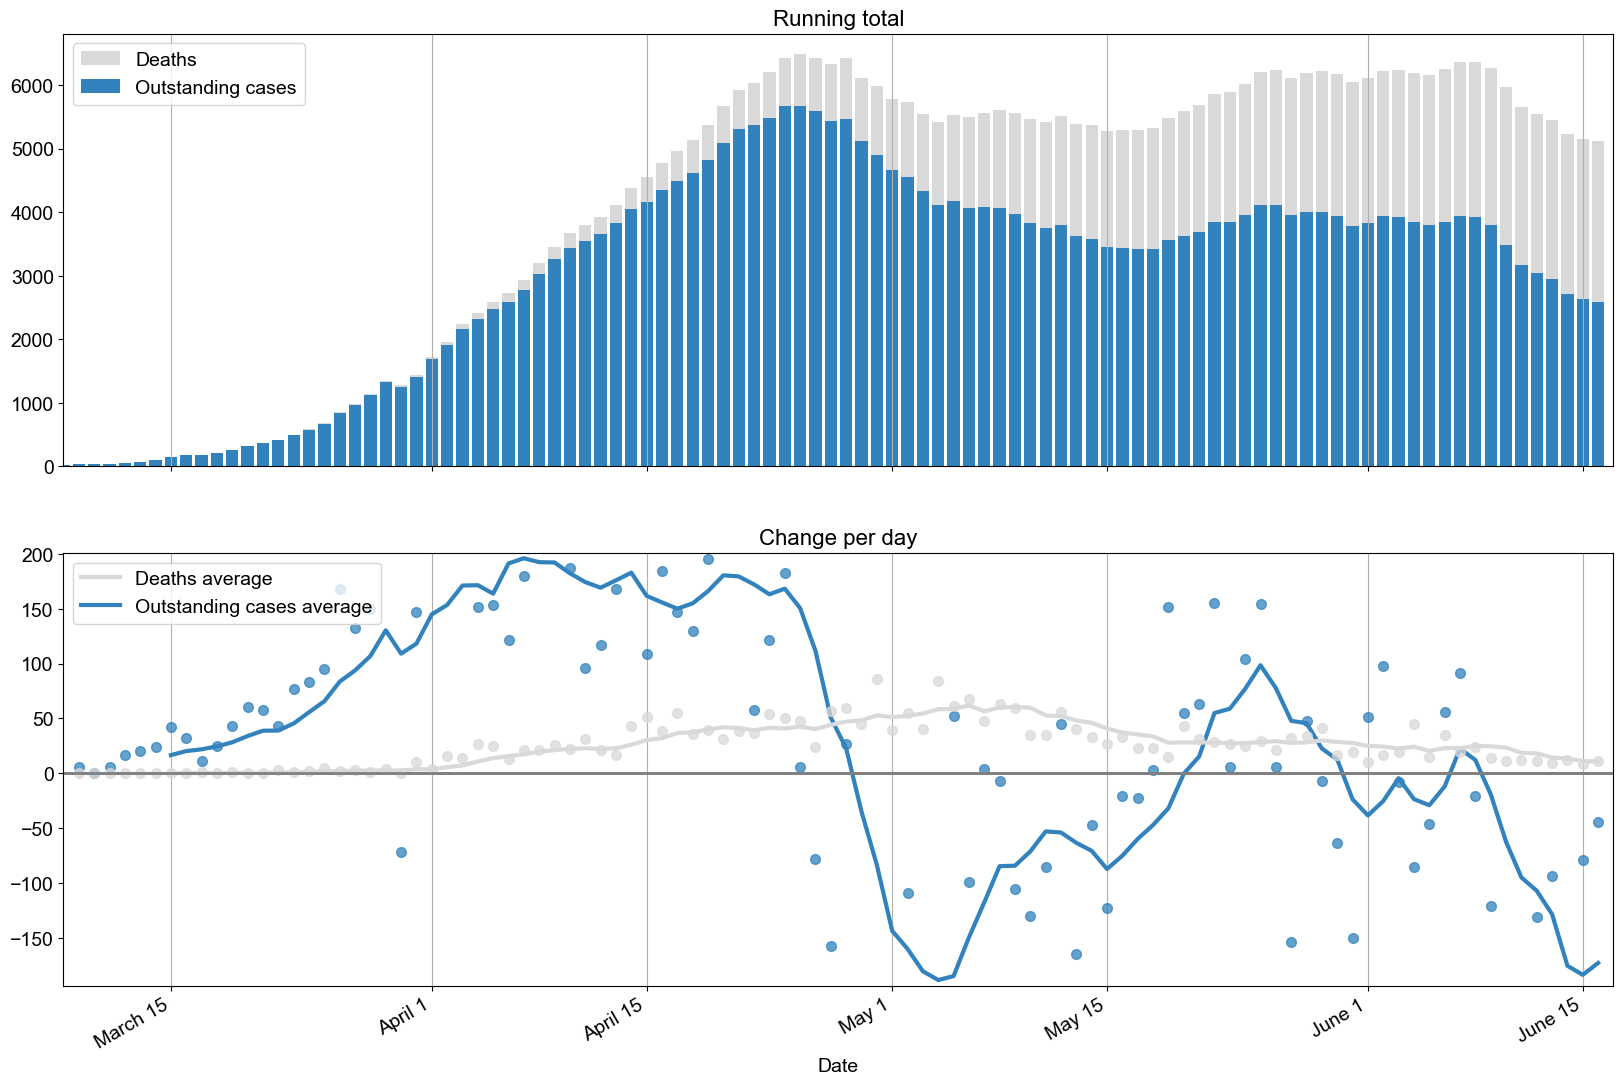 Running total
Deaths
Outstanding cases
6000
5000
4000
3000
2000
1000
0
Change per day
Deaths average
Outstanding cases average
200
150
100
50
0
−50
−100
−150
March 15
April 1
April 15
May 1
May 15
June 1
June 15
Date